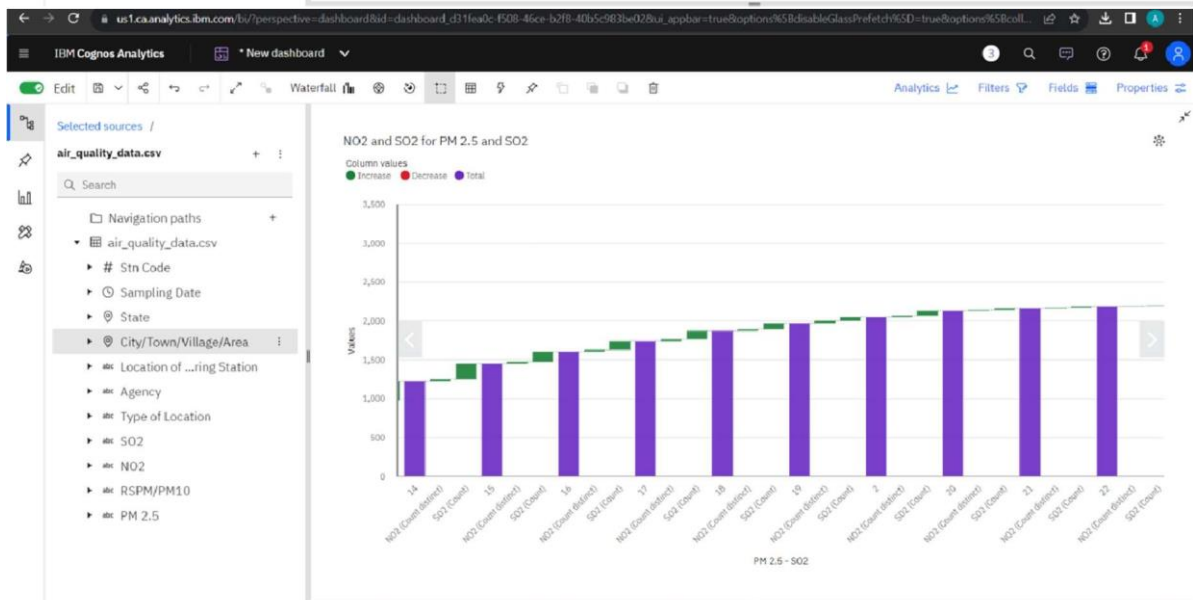 us1.ca.analytics.ibm.com/bi/?perspective=dashboard&id=dashboard_d31fea0c-f508-46ce-b2f8-40b5c983be02&ui_appbar=true&options%5BdisableGlassPrefetch%5D=true&options%5Bcoll...
IBM Cognos Analytics
* New dashboard
3
1
Edit
Waterfall
Analytics
Filters
Fields
Properties
Selected sources /
air_quality_data.csv
Search
Navigation paths
air_quality_data.csv
# Stn Code
Sampling Date
State
City/Town/Village/Area
abc Location of ...ring Station
abc Agency
abc Type of Location
abc SO2
abc NO2
abc RSPM/PM10
abc PM 2.5
NO2 and SO2 for PM 2.5 and SO2
Column values
Increase Decrease Total
3,500
3,000
2,500
2,000
1,500
1,000
500
0
Values
14
NO2 (Count distinct)
SO2 (Count)
15
NO2 (Count distinct)
SO2 (Count)
16
NO2 (Count distinct)
SO2 (Count)
17
NO2 (Count distinct)
SO2 (Count)
18
NO2 (Count distinct)
SO2 (Count)
19
NO2 (Count distinct)
SO2 (Count)
2
NO2 (Count distinct)
SO2 (Count)
20
NO2 (Count distinct)
SO2 (Count)
21
NO2 (Count distinct)
SO2 (Count)
22
NO2 (Count distinct)
SO2 (Count)
PM 2.5 - SO2